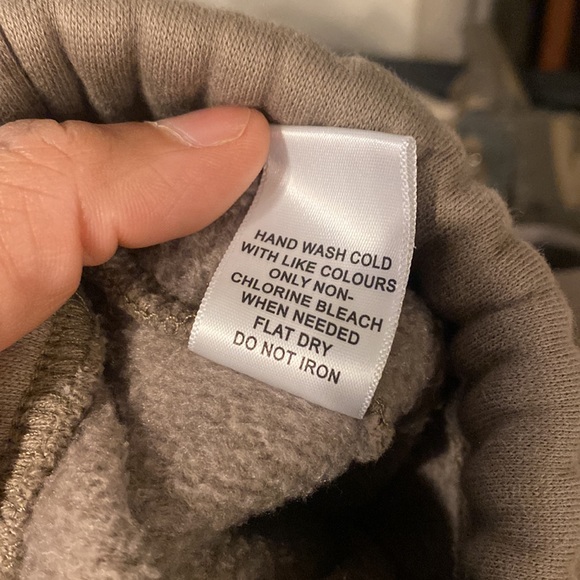 HAND WASH COLD
WITH LIKE COLOURS
ONLY NON-
CHLORINE BLEACH
WHEN NEEDED
FLAT DRY
DO NOT IRON